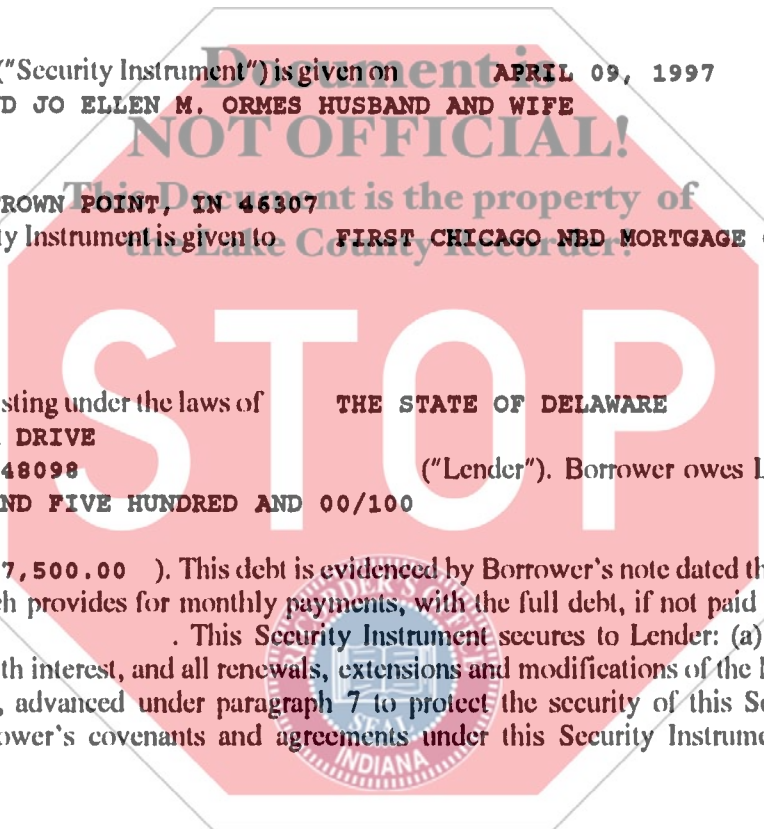 Document is
("Security Instrument") is given on APRIL 09, 1997
D JO ELLEN M. ORMES HUSBAND AND WIFE
NOT OFFICIAL!
This Document is the property of
ROWN POINT, IN 46307
ty Instrument is given to FIRST CHICAGO NBD MORTGAGE
the Lake County Recorder!
STOP
sting under the laws of THE STATE OF DELAWARE
DRIVE
48098 ("Lender"). Borrower owes L
ND FIVE HUNDRED AND 00/100
7,500.00 ). This debt is evidenced by Borrower's note dated th
h provides for monthly payments, with the full debt, if not paid
. This Security Instrument secures to Lender: (a)
th interest, and all renewals, extensions and modifications of the
, advanced under paragraph 7 to protect the security of this Se
ower's covenants and agreements under this Security Instrume
RECORDER'S OFFICE
SEAL
INDIANA